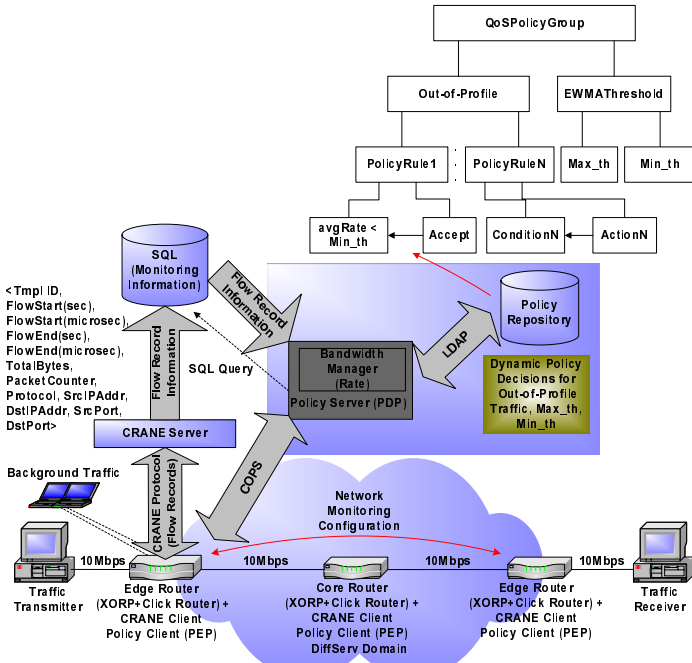 QoSPolicyGroup
Out-of-Profile
EWMAThreshold
PolicyRule1
:
PolicyRuleN
Max_th
Min_th
avgRate <
Min_th
Accept
ConditionN
ActionN
SQL
(Monitoring
Information)
Flow Record
Information
Policy
Repository
LDAP
< Tmpl ID,
FlowStart(sec),
FlowStart(microsec),
FlowEnd(sec),
FlowEnd(microsec),
TotalBytes,
PacketCounter,
Protocol, SrcIPAddr,
DstIPAddr, SrcPort,
DstPort>
Flow Record
Information
SQL Query
Bandwidth
Manager
(Rate)
Policy Server (PDP)
Dynamic Policy
Decisions for
Out-of-Profile
Traffic, Max_th,
Min_th
CRANE Server
Background Traffic
CRANE Protocol
(Flow Records)
COPS
Network
Monitoring
Configuration
10Mbps
10Mbps
10Mbps
10Mbps
Traffic
Transmitter
Edge Router
(XORP+Click Router) +
CRANE Client
Policy Client (PEP)
Core Router
(XORP+Click Router) +
CRANE Client
Policy Client (PEP)
DiffServ Domain
Edge Router
(XORP+Click Router) +
CRANE Client
Policy Client (PEP)
Traffic
Receiver